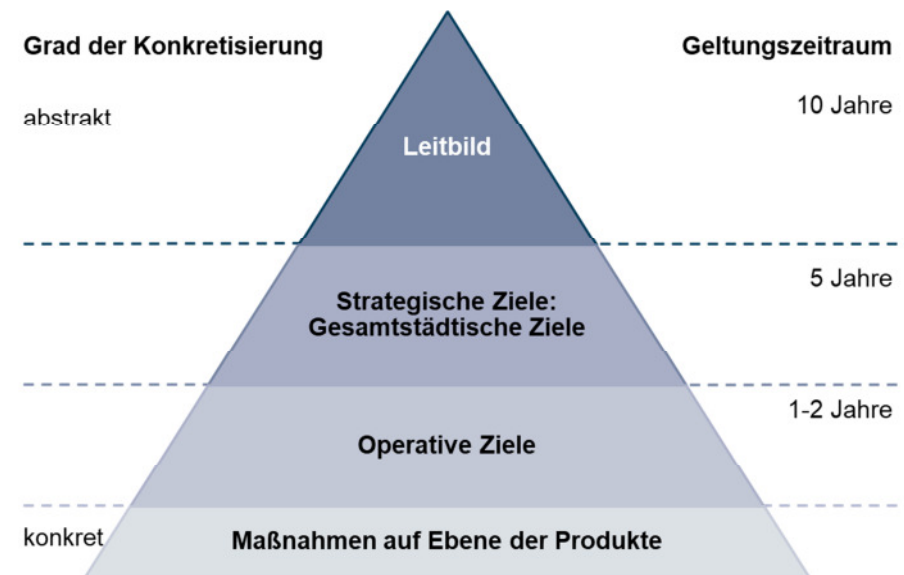 Grad der Konkretisierung
Geltungszeitraum
abstrakt
10 Jahre
Leitbild
5 Jahre
Strategische Ziele:
Gesamtstädtische Ziele
1-2 Jahre
Operative Ziele
konkret
Maßnahmen auf Ebene der Produkte